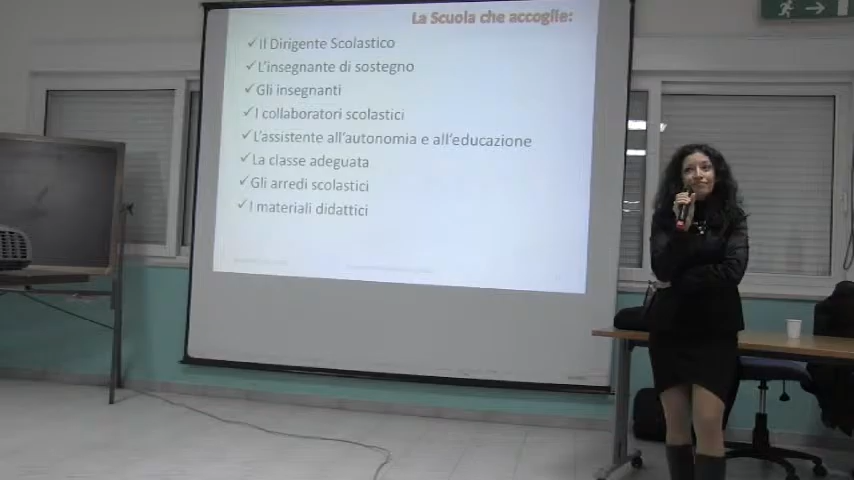 La Scuola che accoglie:
✓Il Dirigente Scolastico
✓L'insegnante di sostegno
✓Gli insegnanti
✓I collaboratori scolastici
✓L'assistente all'autonomia e all'educazione
✓La classe adeguata
✓Gli arredi scolastici
✓I materiali didattici